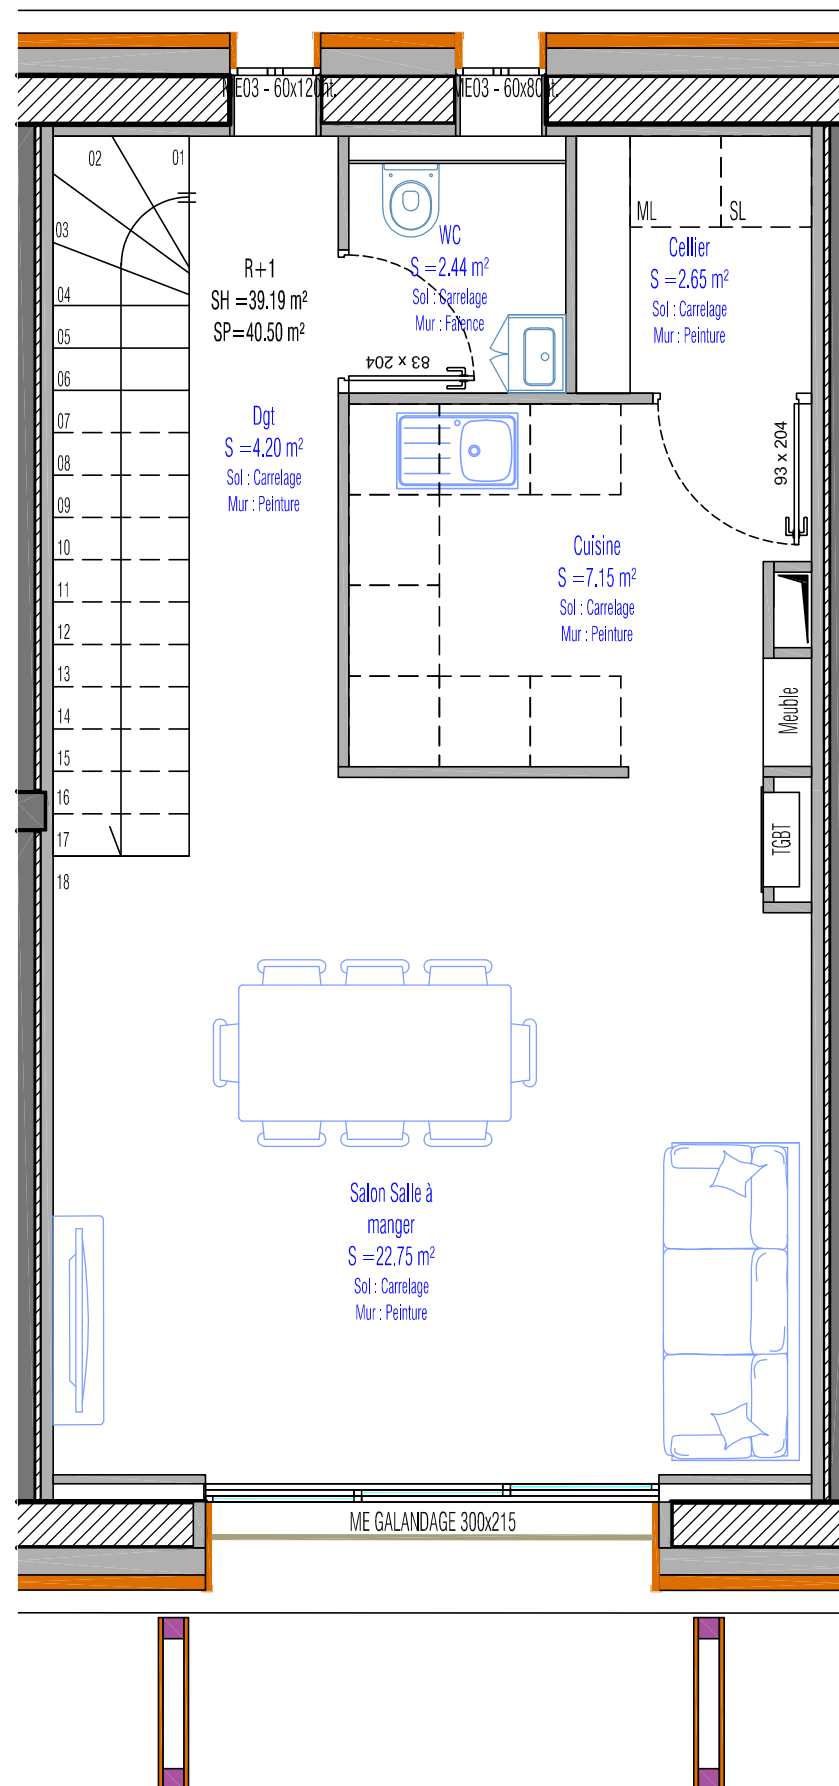 ME03 - 60x120ht.
ME03 - 60x80ht.
01
02
03
04
05
06
07
08
09
10
11
12
13
14
15
16
17
18
R+1
SH =39.19 m²
SP=40.50 m²
WC
S =2.44 m²
Sol : Carrelage
Mur : Faïence
83 x 204
ML
SL
Cellier
S =2.65 m²
Sol : Carrelage
Mur : Peinture
93 x 204
Dgt
S =4.20 m²
Sol : Carrelage
Mur : Peinture
Cuisine
S =7.15 m²
Sol : Carrelage
Mur : Peinture
Meuble
TGBT
Salon Salle à
manger
S =22.75 m²
Sol : Carrelage
Mur : Peinture
ME GALANDAGE 300x215